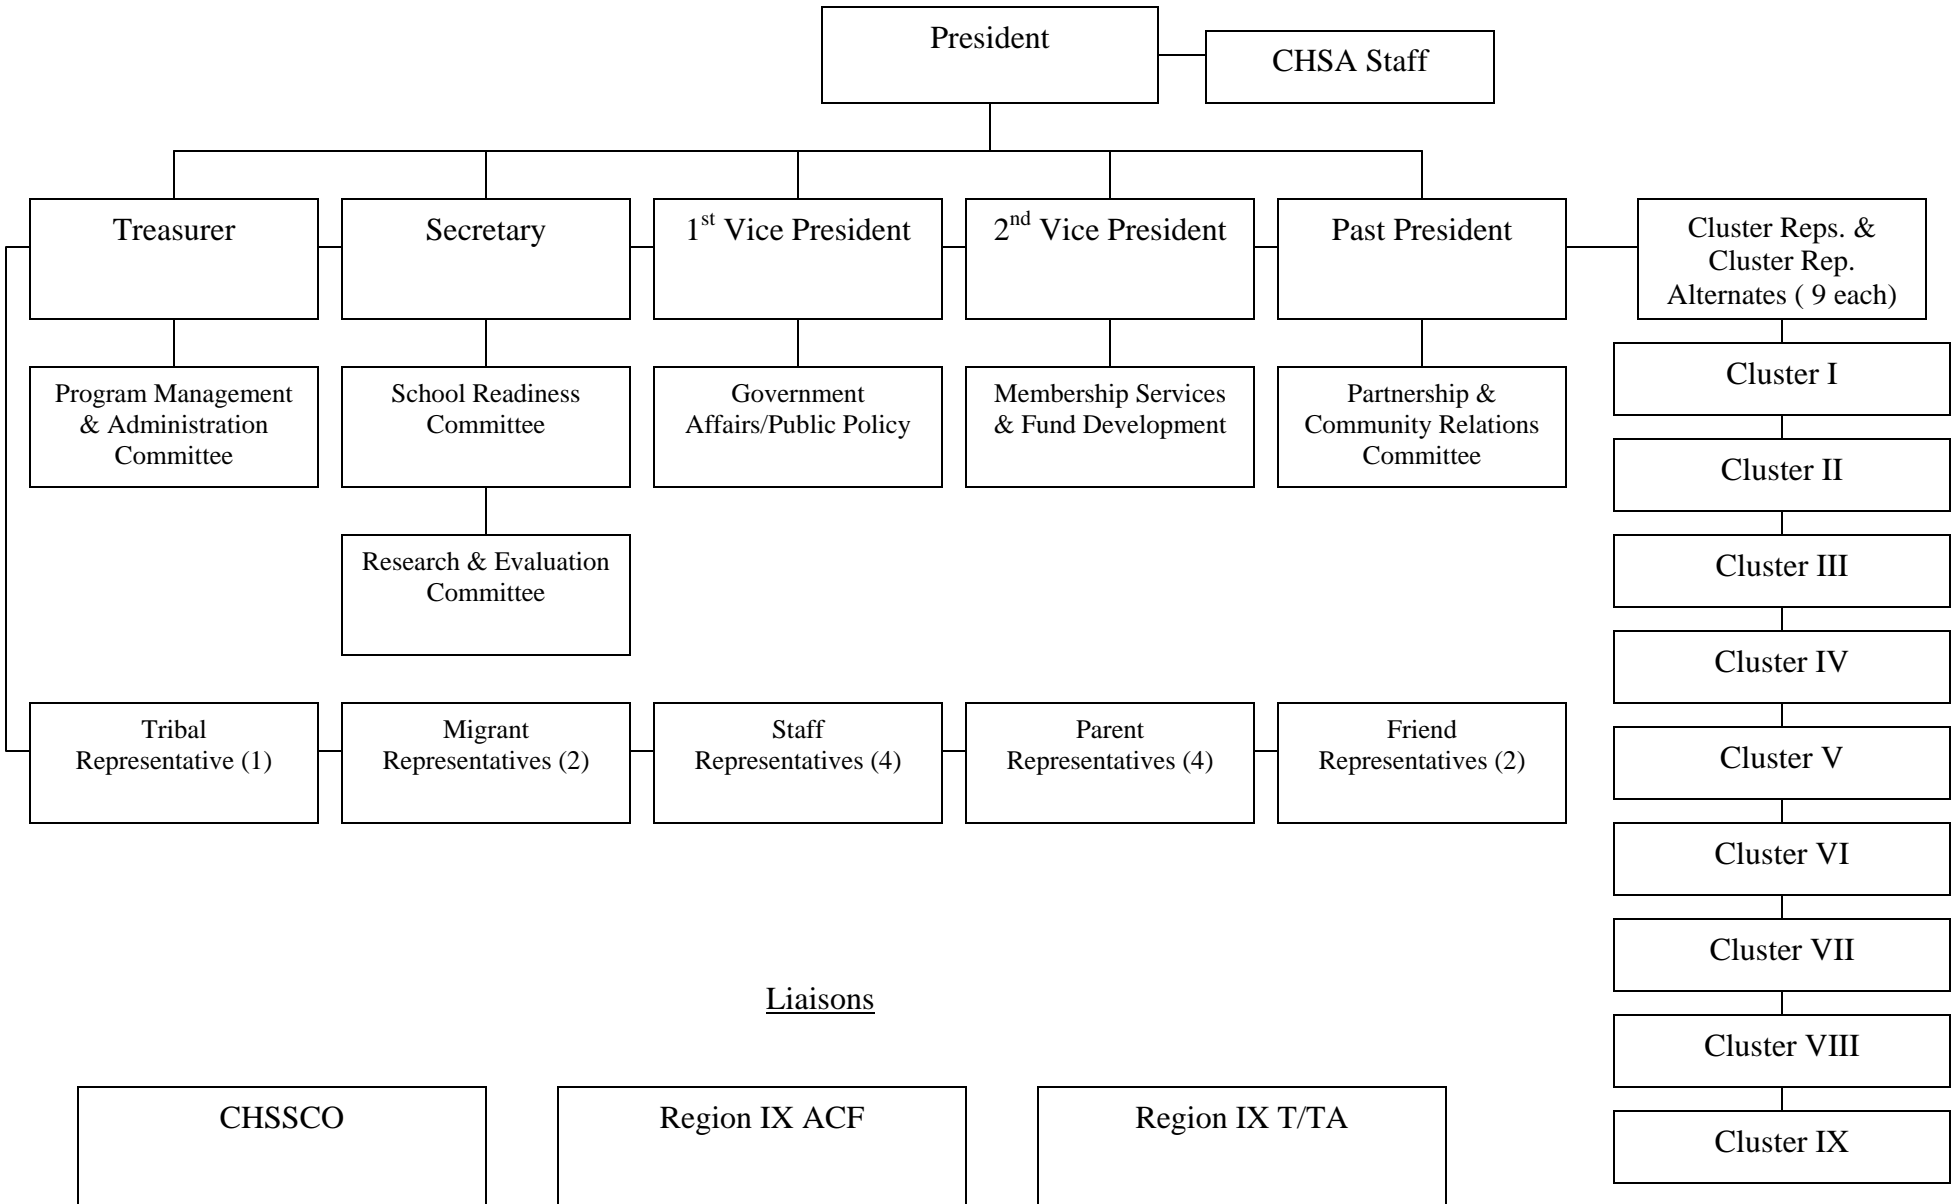 President
CHSA Staff
Treasurer
Secretary
1st Vice President
2nd Vice President
Past President
Cluster Reps. &
Cluster Rep.
Alternates ( 9 each)
Program Management
& Administration
Committee
School Readiness
Committee
Government
Affairs/Public Policy
Membership Services
& Fund Development
Partnership &
Community Relations
Committee
Research & Evaluation
Committee
Tribal
Representative (1)
Migrant
Representatives (2)
Staff
Representatives (4)
Parent
Representatives (4)
Friend
Representatives (2)
Cluster I
Cluster II
Cluster III
Cluster IV
Cluster V
Cluster VI
Cluster VII
Cluster VIII
Cluster IX
Liaisons
CHSSCO
Region IX ACF
Region IX T/TA